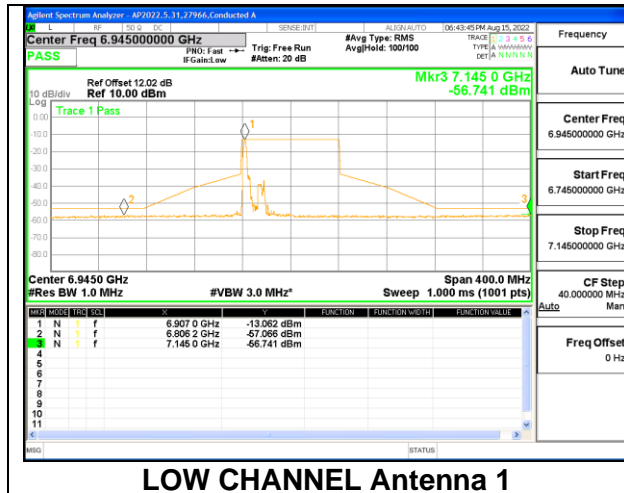 Agilent Spectrum Analyzer - AP2022.5.31,27966,Conducted A
L RF 50 Ω DC SENSE:INT ALIGN AUTO 06:43:45 PM Aug 15, 2022
Center Freq 6.945000000 GHz #Avg Type: RMS TRACE 1 2 3 4 5 6
PASS PNO: Fast Trig: Free Run Avg|Hold: 100/100 TYPE A WWWWW
IFGain:Low #Atten: 20 dB DET A N N N N N
Mkr3 7.145 0 GHz
Ref Offset 12.02 dB
10 dB/div Ref 10.00 dBm -56.741 dBm
Log
Trace 1 Pass
0.00
-10.0
-20.0
-30.0
-40.0
-50.0
-60.0
-70.0
-80.0
1
2
3
Center 6.9450 GHz Span 400.0 MHz
#Res BW 1.0 MHz #VBW 3.0 MHz* Sweep 1.000 ms (1001 pts)
MKR MODE TRC SCL X Y FUNCTION FUNCTION WIDTH FUNCTION VALUE
1 N 1 f 6.907 0 GHz -13.062 dBm
2 N 1 f 6.806 2 GHz -57.066 dBm
3 N 1 f 7.145 0 GHz -56.741 dBm
4
5
6
7
8
9
10
11
MSG STATUS
Frequency
Auto Tune
Center Freq
6.945000000 GHz
Start Freq
6.745000000 GHz
Stop Freq
7.145000000 GHz
CF Step
40.000000 MHz
Auto Man
Freq Offset
0 Hz
LOW CHANNEL Antenna 1